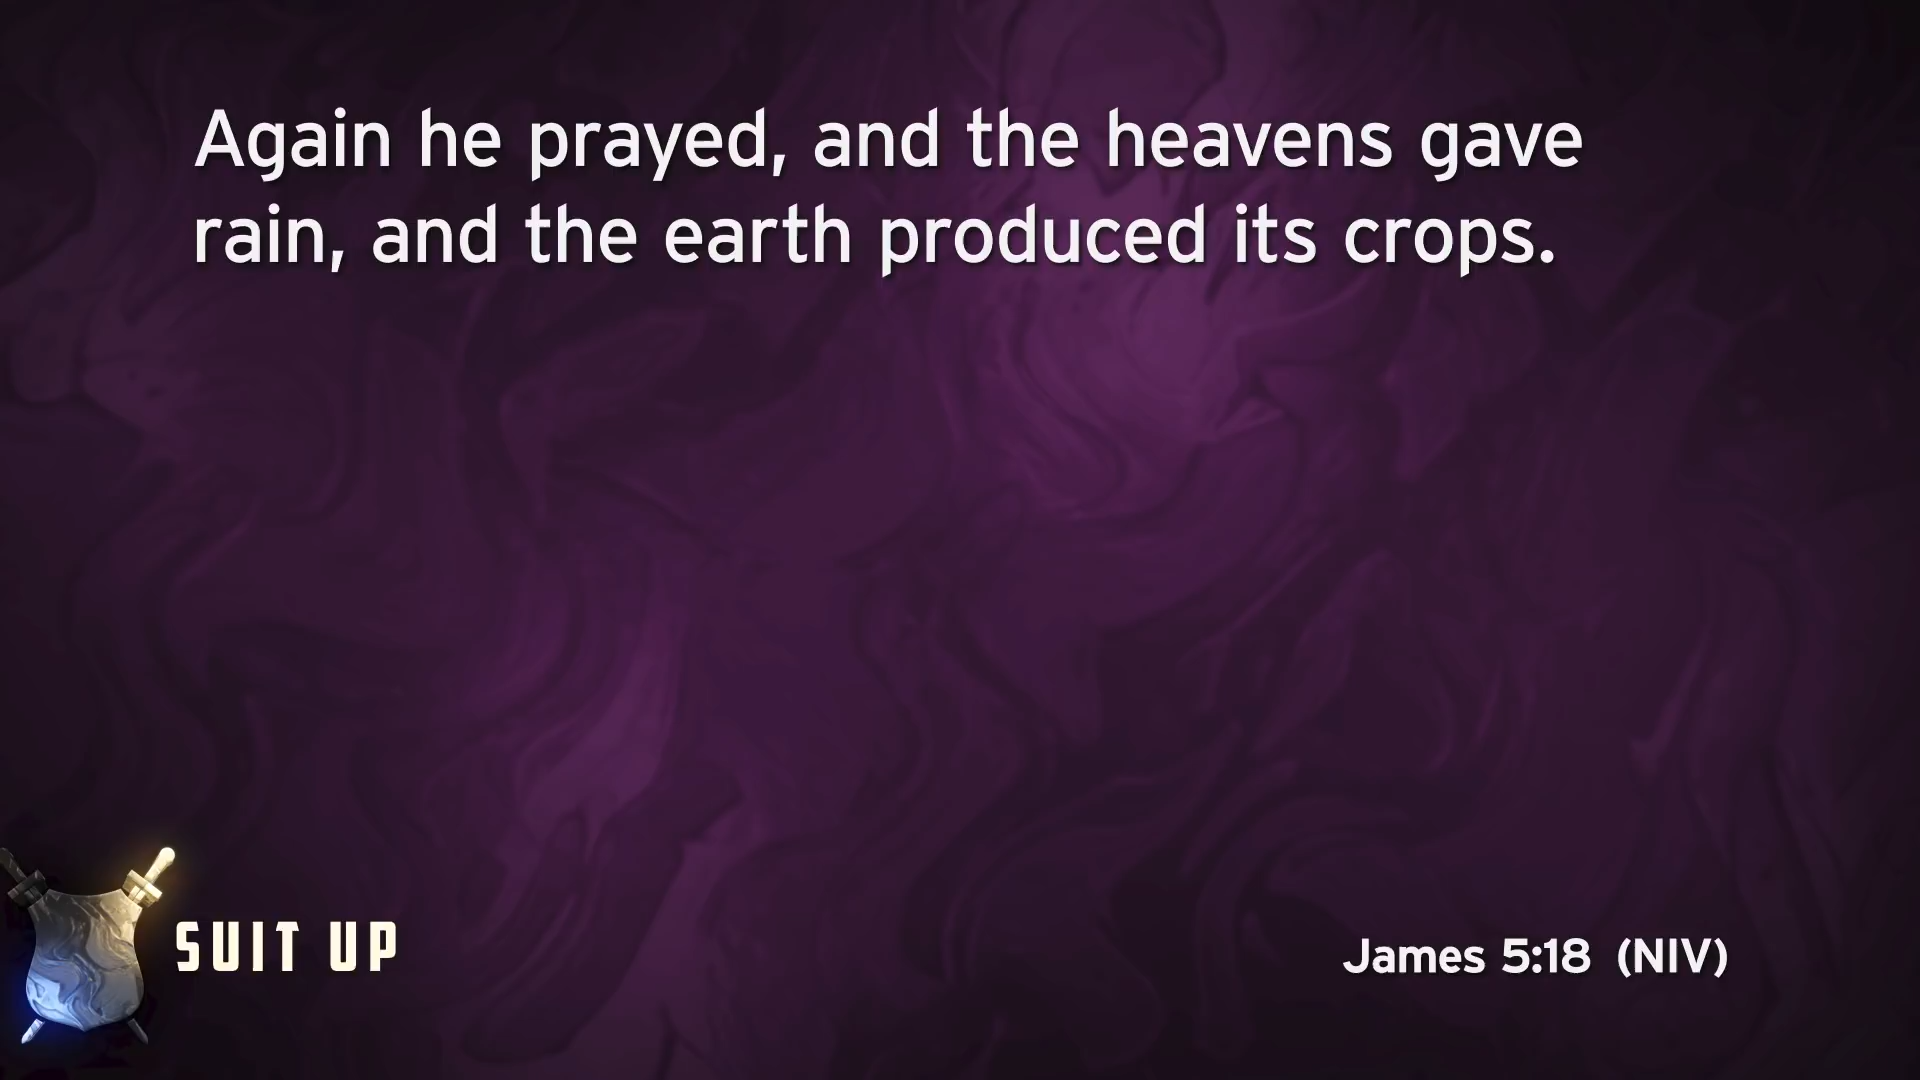 Again he prayed, and the heavens gave
rain, and the earth produced its crops.
SUIT UP
James 5:18 (NIV)